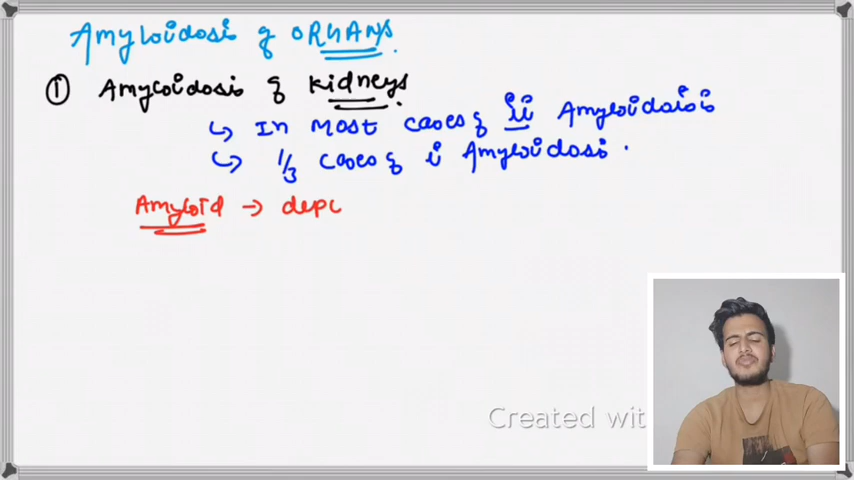 Amyloidosis of ORGANS.
① Amyloidosis of kidneys.
↳ In Most cases of ii Amyloidosis
↳ 1/3 cases of i Amyloidosi .
Amyloid → depo
Created wit